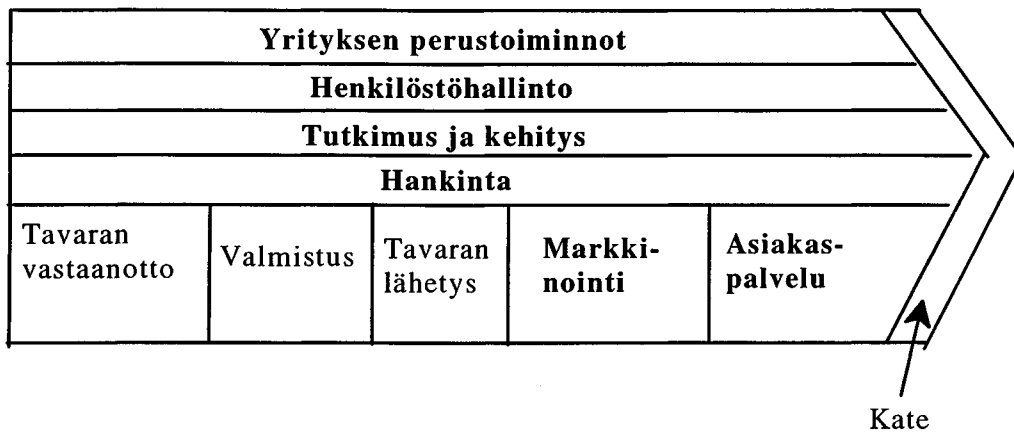 Yrityksen perustoiminnot
Henkilöstöhallinto
Tutkimus ja kehitys
Hankinta
Tavaran
vastaanotto
Valmistus
Tavaran
lähetys
Markki-
nointi
Asiakas-
palvelu
Kate